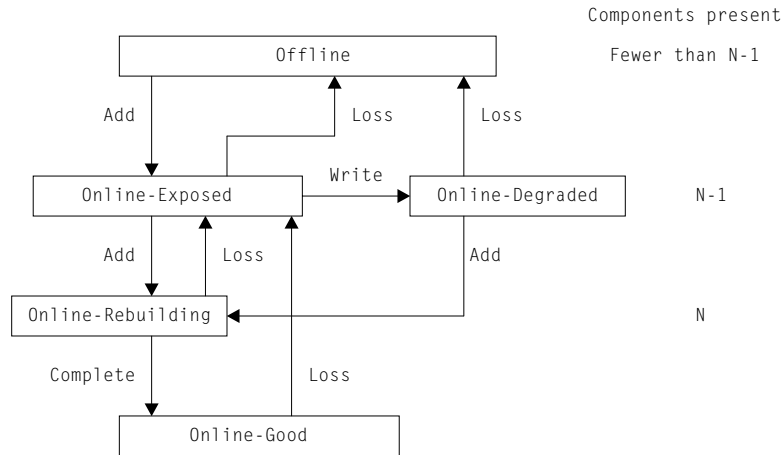 Components present
Offline Fewer than N-1
Add Loss Loss
Write
Online-Exposed Online-Degraded N-1
Add Loss Add
Online-Rebuilding N
Complete Loss
Online-Good